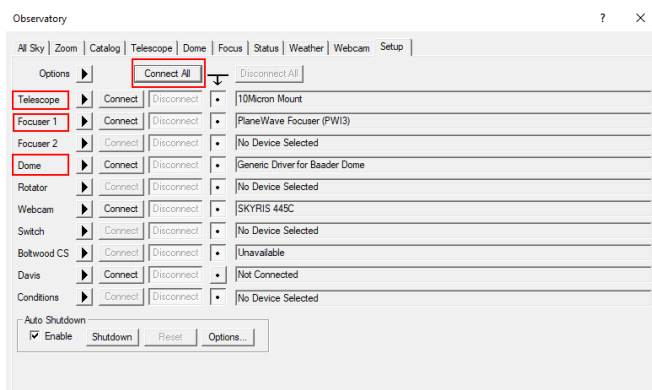 Observatory ? ×
All Sky Zoom Catalog Telescope Dome Focus Status Weather Webcam Setup
Options Connect All Disconnect All
Telescope Connect Disconnect 10Micron Mount
Focuser 1 Connect Disconnect PlaneWave Focuser (PWI3)
Focuser 2 Connect Disconnect No Device Selected
Dome Connect Disconnect Generic Driver for Baader Dome
Rotator Connect Disconnect No Device Selected
Webcam Connect Disconnect SKYRIS 445C
Switch Connect Disconnect No Device Selected
Boltwood CS Connect Disconnect Unavailable
Davis Connect Disconnect Not Connected
Conditions Connect Disconnect No Device Selected
Auto Shutdown
Enable Shutdown Reset Options...